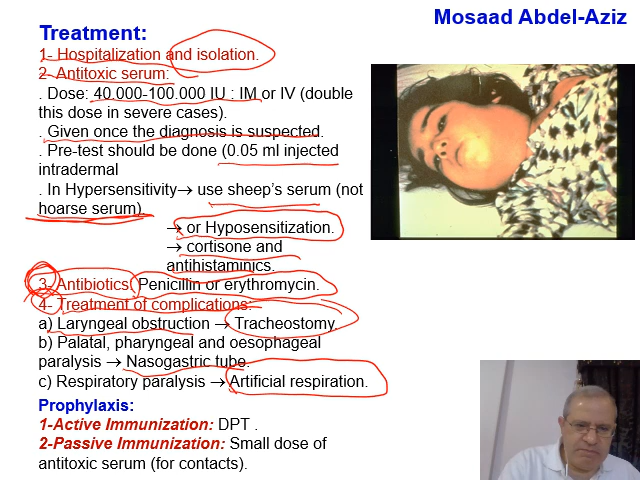 Mosaad Abdel-Aziz
Treatment:
1- Hospitalization and isolation.
2- Antitoxic serum:
. Dose: 40.000-100.000 IU : IM or IV (double
this dose in severe cases).
. Given once the diagnosis is suspected.
. Pre-test should be done (0.05 ml injected
intradermal
. In Hypersensitivity→ use sheep's serum (not
hoarse serum).
→ or Hyposensitization.
→ cortisone and
antihistaminics.
3- Antibiotics: Penicillin or erythromycin.
4- Treatment of complications:
a) Laryngeal obstruction → Tracheostomy.
b) Palatal, pharyngeal and oesophageal
paralysis → Nasogastric tube.
c) Respiratory paralysis → Artificial respiration.
Prophylaxis:
1-Active Immunization: DPT .
2-Passive Immunization: Small dose of
antitoxic serum (for contacts).